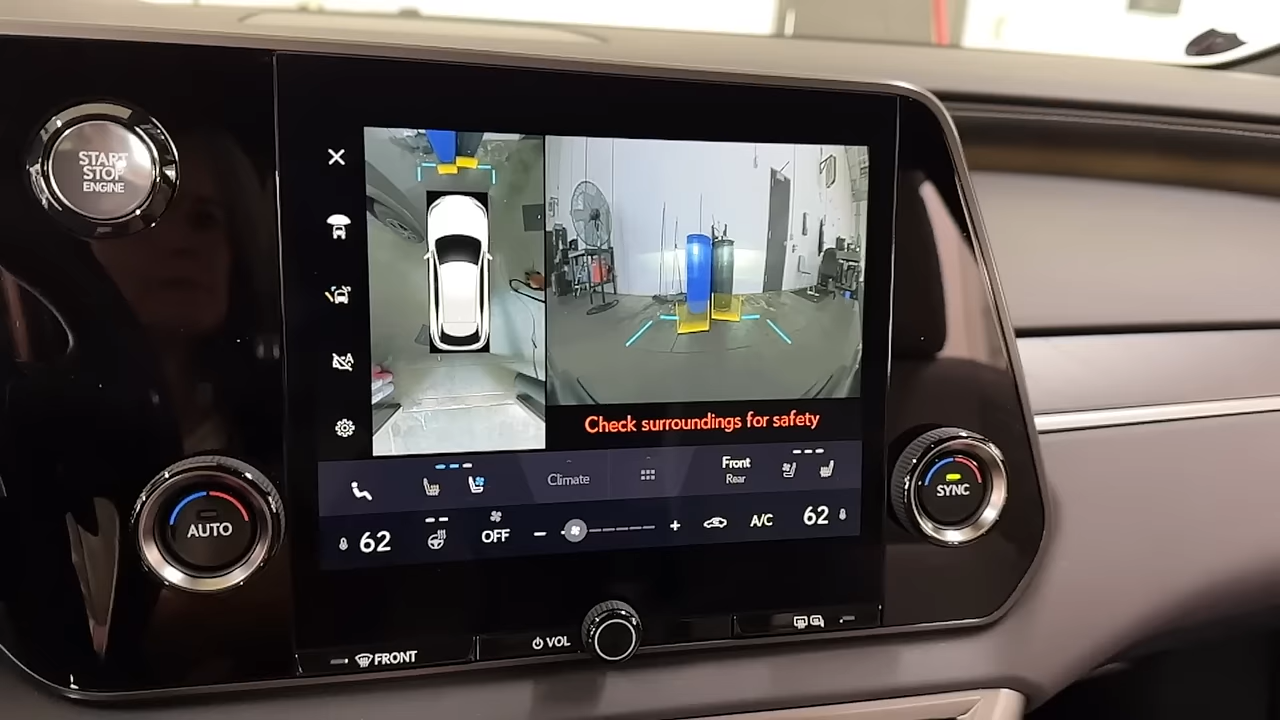 START
STOP
ENGINE
A
Check surroundings for safety
Climate
Front
Rear
AUTO
62
OFF
A/C
62
SYNC
VOL
FRONT